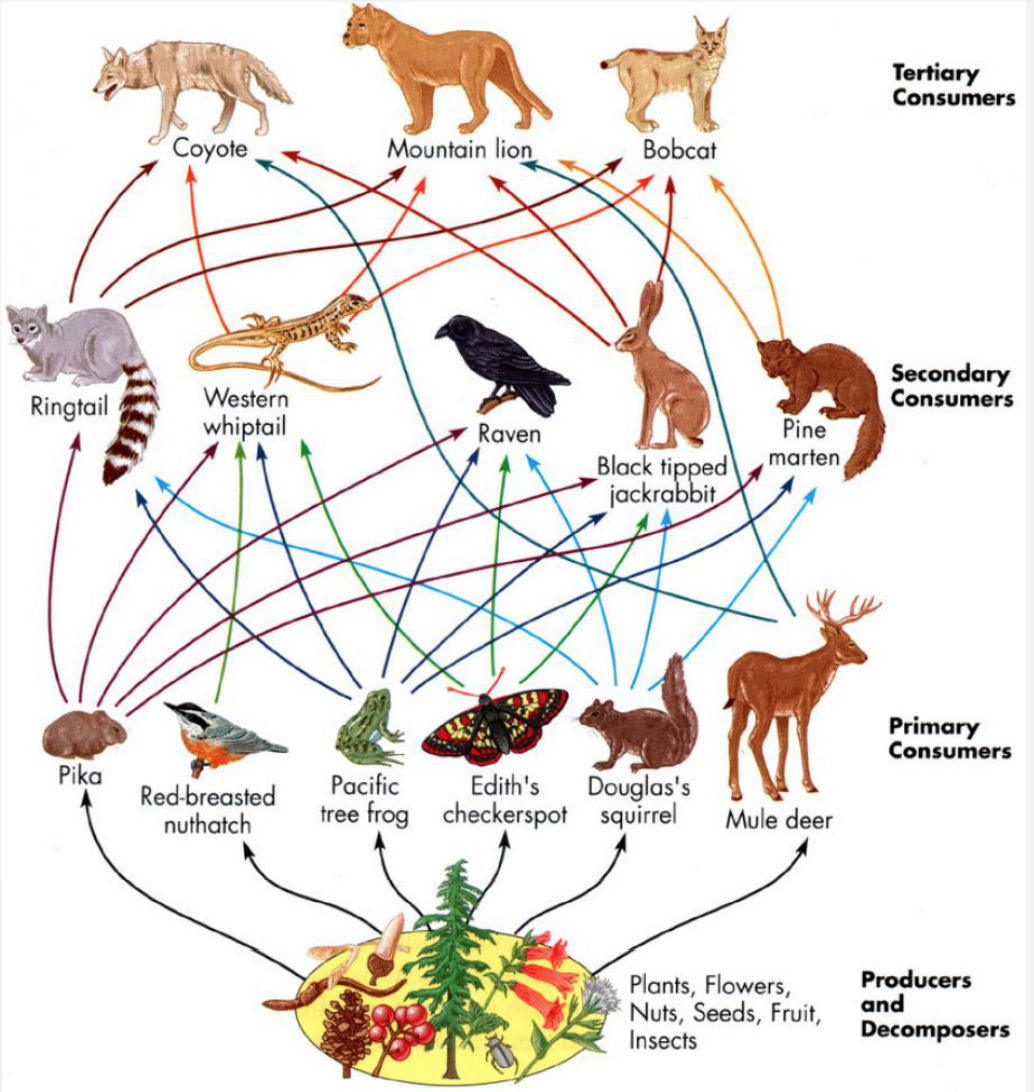 Tertiary
Consumers
Coyote
Mountain lion
Bobcat
Secondary
Consumers
Ringtail
Western
whiptail
Raven
Black tipped
jackrabbit
Pine
marten
Primary
Consumers
Pika
Red-breasted
nuthatch
Pacific
tree frog
Edith's
checkerspot
Douglas's
squirrel
Mule deer
Plants, Flowers,
Nuts, Seeds, Fruit,
Insects
Producers
and
Decomposers